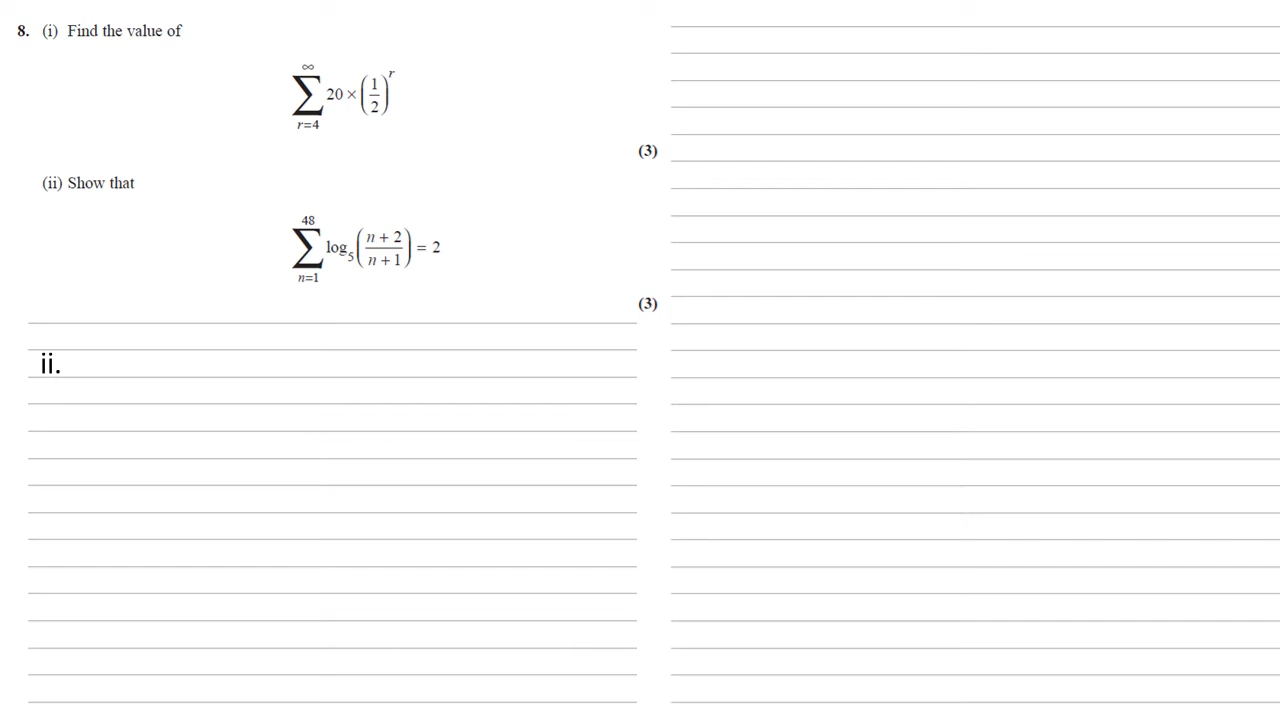 8. (i) Find the value of
∞
∑ 20 × (1/2)^r
r=4
(3)
(ii) Show that
48
∑ log₅((n + 2)/(n + 1)) = 2
n=1
(3)
ii.